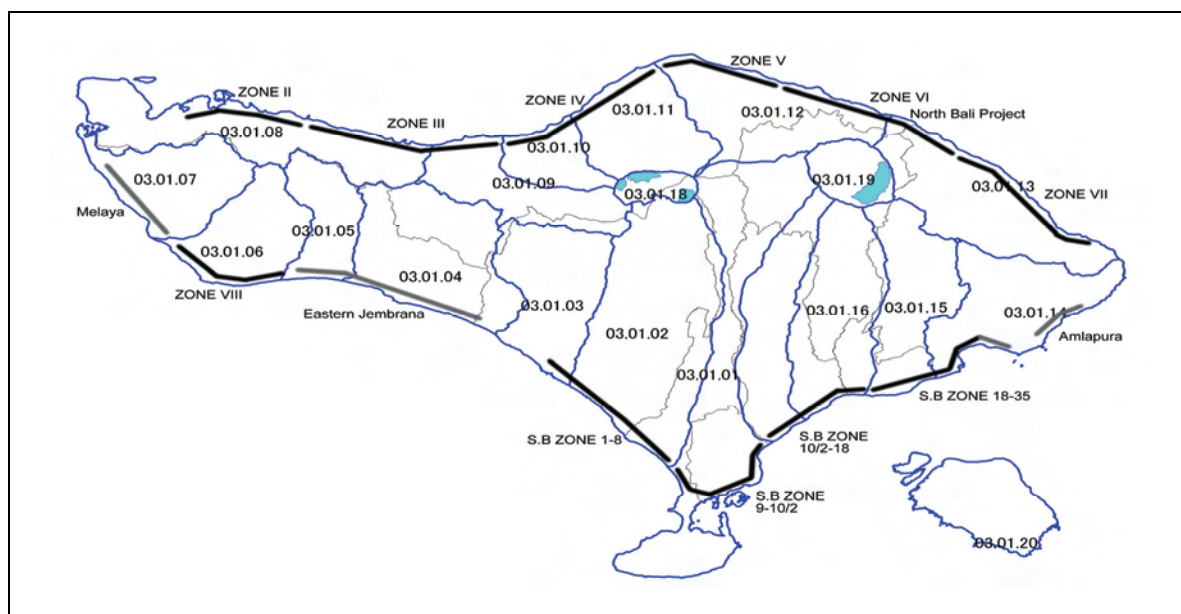 ZONE V
ZONE II
ZONE IV
ZONE VI
03.01.11
03.01.12
North Bali Project
03.01.08
ZONE III
03.01.10
03.01.07
03.01.09
03.01.18
03.01.19
03.01.13
ZONE VII
Melaya
03.01.06
03.01.05
03.01.04
ZONE VIII
Eastern Jembrana
03.01.03
03.01.16
03.01.15
03.01.14
Amlapura
03.01.02
03.01.01
S.B ZONE 18-35
S.B ZONE 1-8
S.B ZONE
10/2-18
S.B ZONE
9-10/2
03.01.20